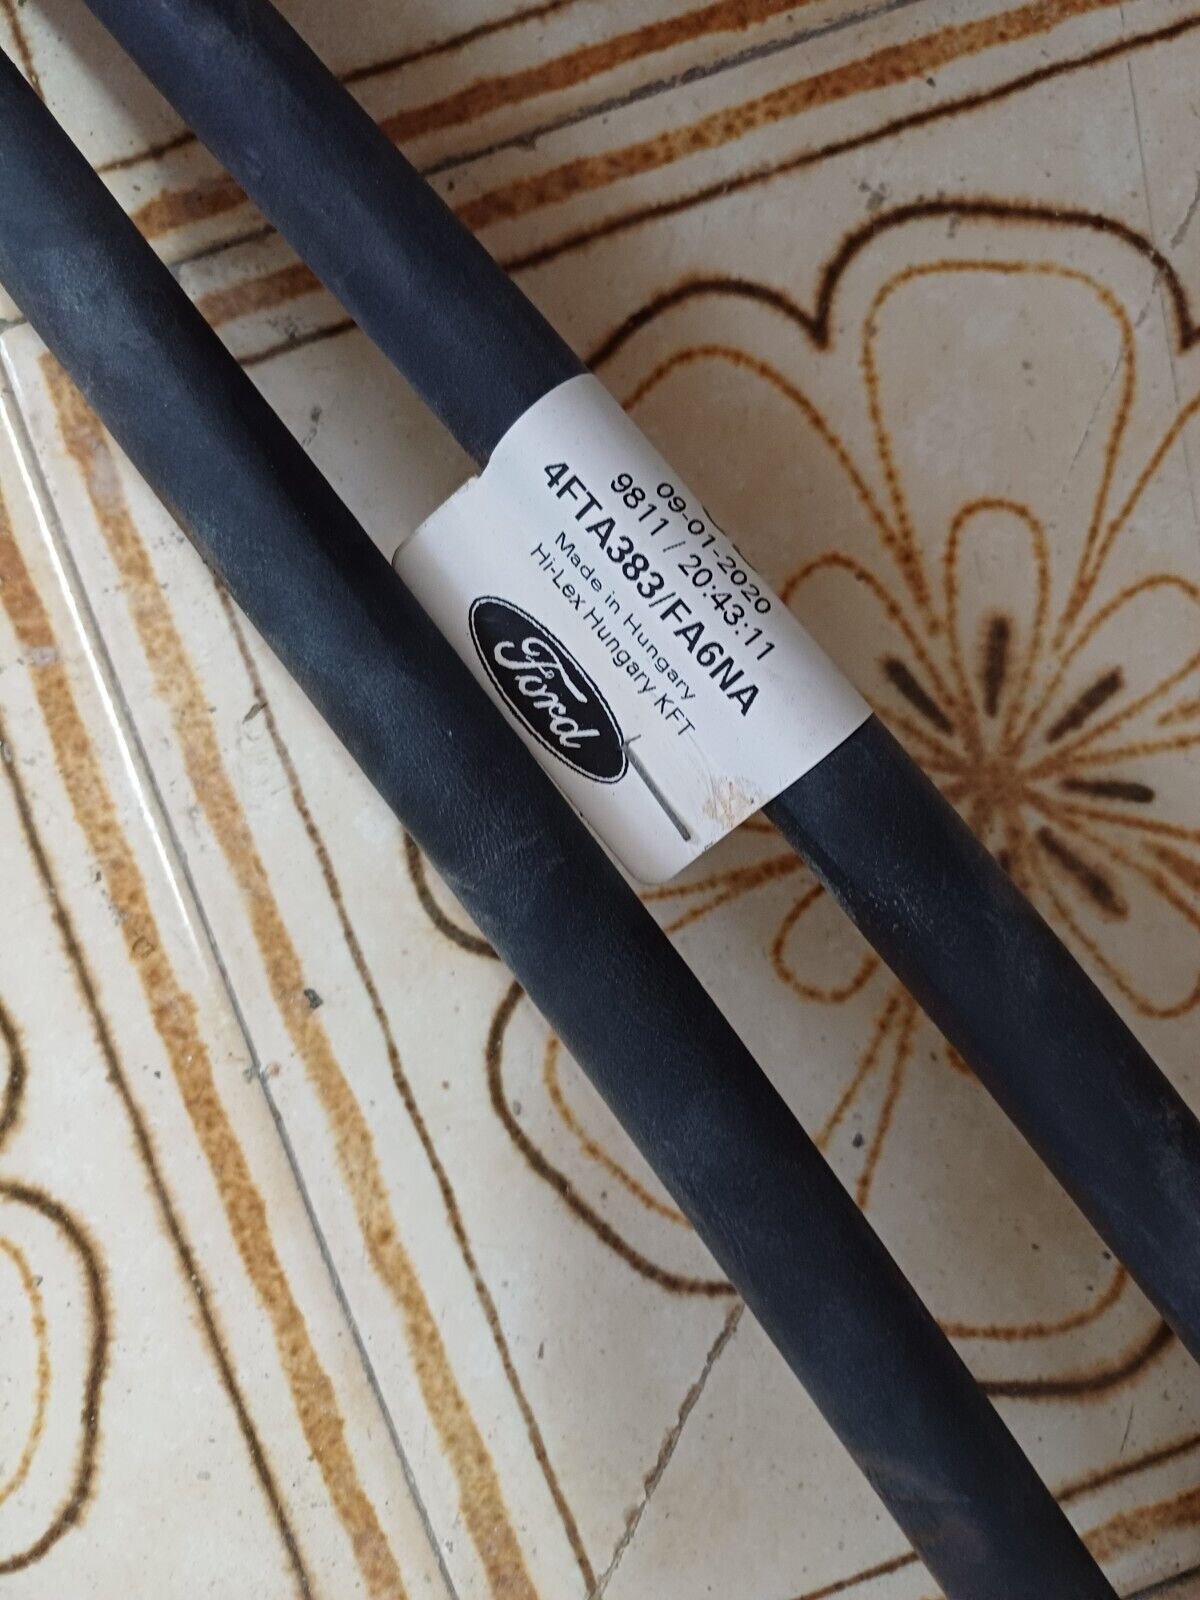 09-01-2020
9811 / 20:43:11
4FTA383/FA6NA
Made in Hungary
Hi-Lex Hungary KFT
Ford